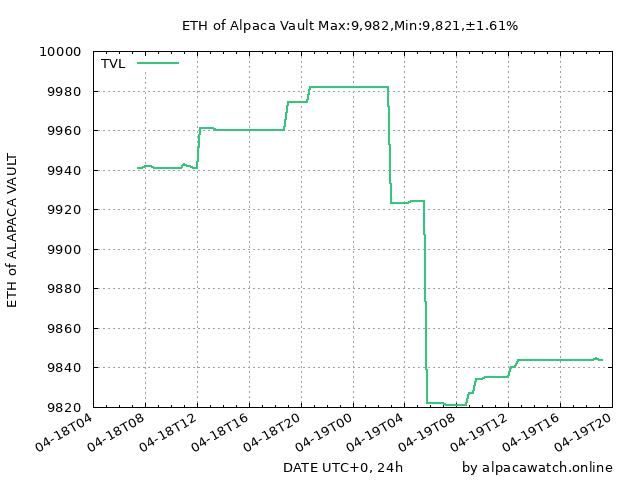 ETH of Alpaca Vault Max:9,982,Min:9,821,±1.61%
10000
9980
9960
9940
9920
9900
9880
9860
9840
9820
TVL
ETH of ALAPACA VAULT
04-18T04
04-18T08
04-18T12
04-18T16
04-18T20
04-19T00
04-19T04
04-19T08
04-19T12
04-19T16
04-19T20
DATE UTC+0, 24h
by alpacawatch.online